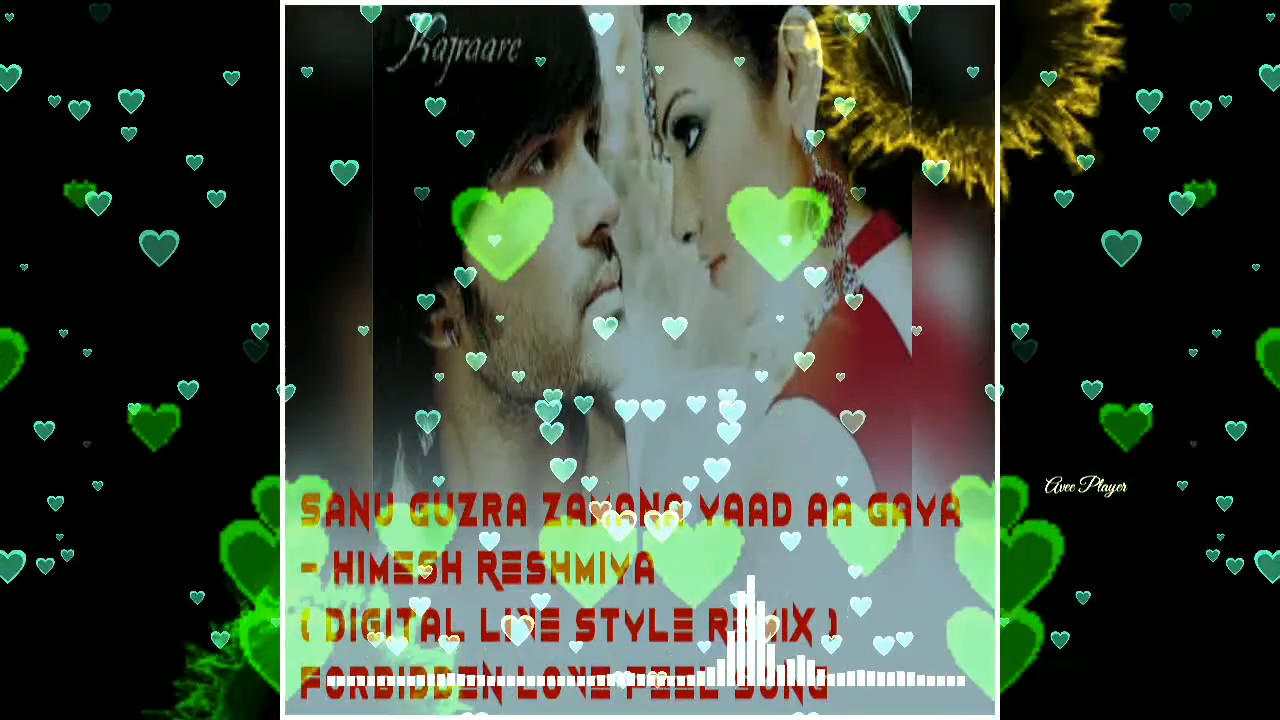 Kajraare
Avee Player
SANU GUZRA ZAMANA YAAD AA GAYA
- HIMESH RESHMIYA
( DIGITAL LINE STYLE REMIX )
FORBIDDEN LOVE FEEL SONG